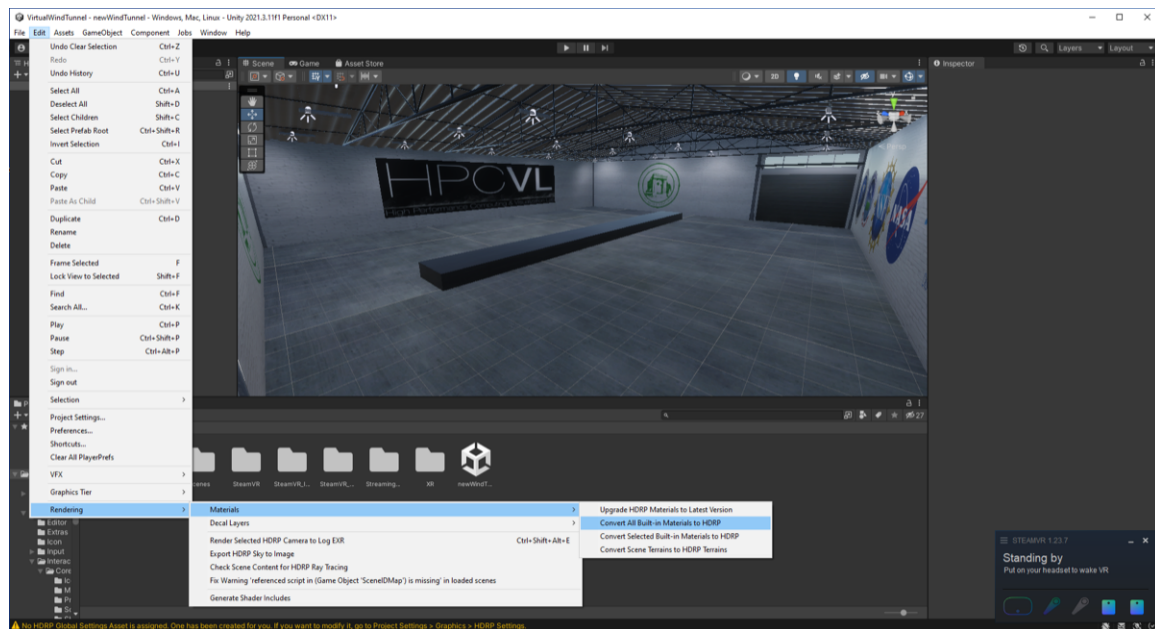 VirtualWindTunnel - newWindTunnel - Windows, Mac, Linux - Unity 2021.3.11f1 Personal <DX11>
File Edit Assets GameObject Component Jobs Window Help
Undo Clear Selection Ctrl+Z
Redo Ctrl+Y
Undo History Ctrl+U
Select All Ctrl+A
Deselect All Shift+D
Select Children Shift+C
Select Prefab Root Ctrl+Shift+R
Invert Selection Ctrl+I
Cut Ctrl+X
Copy Ctrl+C
Paste Ctrl+V
Paste As Child Ctrl+Shift+V
Duplicate Ctrl+D
Rename
Delete
Frame Selected F
Lock View to Selected Shift+F
Find Ctrl+F
Search All... Ctrl+K
Play Ctrl+P
Pause Ctrl+Shift+P
Step Ctrl+Alt+P
Sign in...
Sign out
Selection
Project Settings...
Preferences...
Shortcuts...
Clear All PlayerPrefs
VFX
Graphics Tier
Rendering
Materials
Decal Layers
Render Selected HDRP Camera to Log EXR Ctrl+Shift+Alt+E
Export HDRP Sky to Image
Check Scene Content for HDRP Ray Tracing
Fix Warning 'referenced script in (Game Object 'SceneIDMap') is missing' in loaded scenes
Generate Shader Includes
Upgrade HDRP Materials to Latest Version
Convert All Built-in Materials to HDRP
Convert Selected Built-in Materials to HDRP
Convert Scene Terrains to HDRP Terrains
Scene Game Asset Store
2D
Persp
HPCVL
NASA
Layers Layout
Inspector
27
SteamVR SteamVR_I... SteamVR_... Streaming... XR newWindT...
Editor
Extras
Icon
Input
Interac
Core
STEAMVR 1.23.7
Standing by
Put on your headset to wake VR
No HDRP Global Settings Asset is assigned. One has been created for you. If you want to modify it, go to Project Settings > Graphics > HDRP Settings.